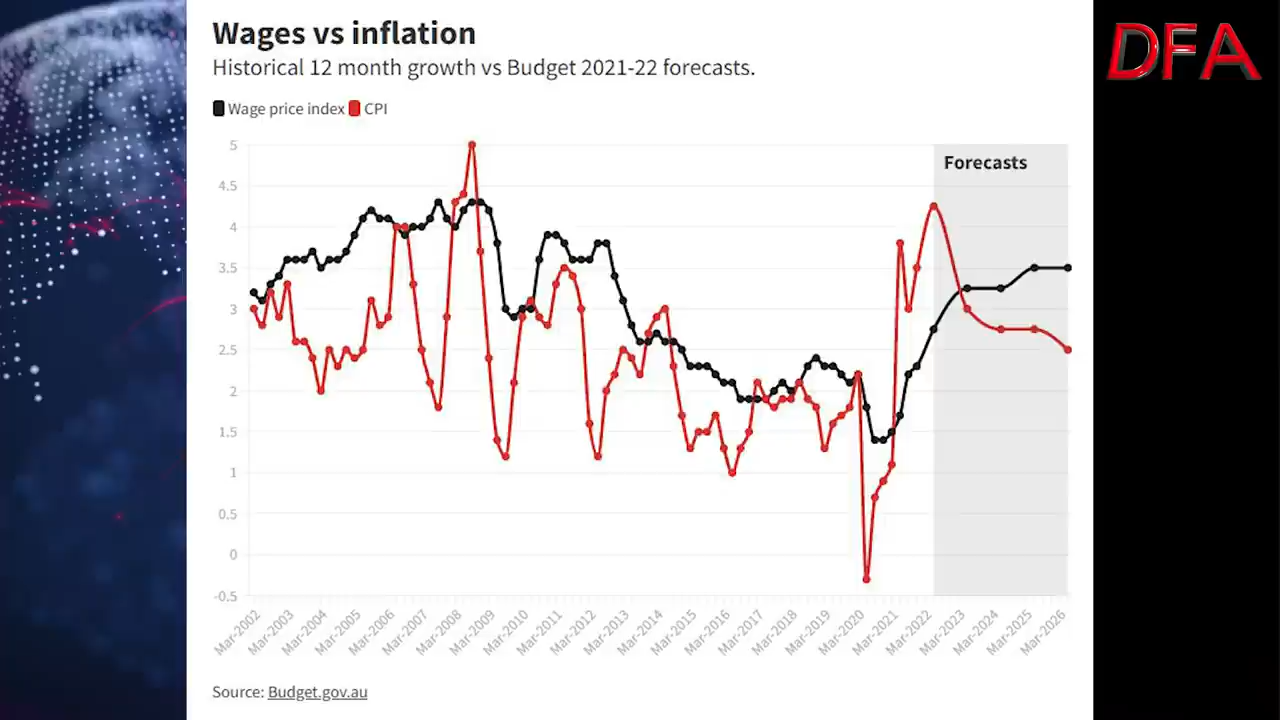 DFA
Wages vs inflation
Historical 12 month growth vs Budget 2021-22 forecasts.
Wage price index CPI
Forecasts
5
4.5
4
3.5
3
2.5
2
1.5
1
0.5
0
-0.5
Mar-2002 Mar-2003 Mar-2004 Mar-2005 Mar-2006 Mar-2007 Mar-2008 Mar-2009 Mar-2010 Mar-2011 Mar-2012 Mar-2013 Mar-2014 Mar-2015 Mar-2016 Mar-2017 Mar-2018 Mar-2019 Mar-2020 Mar-2021 Mar-2022 Mar-2023 Mar-2024 Mar-2025 Mar-2026
Source: Budget.gov.au